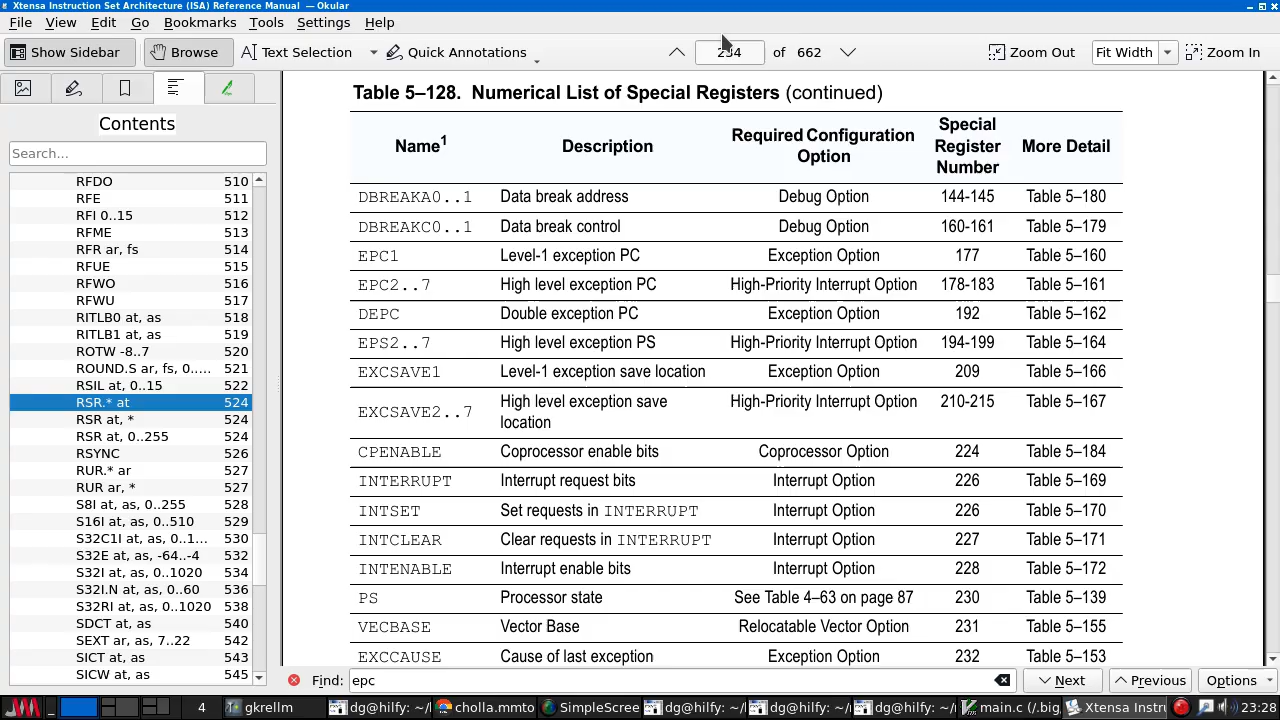 Xtensa Instruction Set Architecture (ISA) Reference Manual — Okular
File View Edit Go Bookmarks Tools Settings Help
Show Sidebar Browse Text Selection Quick Annotations of 662 Zoom Out Fit Width Zoom In
Contents
Search...
RFDO 510
RFE 511
RFI 0..15 512
RFME 513
RFR ar, fs 514
RFUE 515
RFWO 516
RFWU 517
RITLB0 at, as 518
RITLB1 at, as 519
ROTW -8..7 520
ROUND.S ar, fs, 0..... 521
RSIL at, 0..15 522
RSR.* at 524
RSR at, * 524
RSR at, 0..255 524
RSYNC 526
RUR.* ar 527
RUR ar, * 527
S8I at, as, 0..255 528
S16I at, as, 0..510 529
S32C1I at, as, 0..1... 530
S32E at, as, -64..-4 532
S32I at, as, 0..1020 534
S32I.N at, as, 0..60 536
S32RI at, as, 0..1020 538
SDCT at, as 540
SEXT ar, as, 7..22 542
SICT at, as 543
SICW at, as 545
Table 5–128. Numerical List of Special Registers (continued)
Name1 Description Required Configuration Option Special Register Number More Detail
DBREAKA0..1 Data break address Debug Option 144-145 Table 5–180
DBREAKC0..1 Data break control Debug Option 160-161 Table 5–179
EPC1 Level-1 exception PC Exception Option 177 Table 5–160
EPC2..7 High level exception PC High-Priority Interrupt Option 178-183 Table 5–161
DEPC Double exception PC Exception Option 192 Table 5–162
EPS2..7 High level exception PS High-Priority Interrupt Option 194-199 Table 5–164
EXCSAVE1 Level-1 exception save location Exception Option 209 Table 5–166
EXCSAVE2..7 High level exception save location High-Priority Interrupt Option 210-215 Table 5–167
CPENABLE Coprocessor enable bits Coprocessor Option 224 Table 5–184
INTERRUPT Interrupt request bits Interrupt Option 226 Table 5–169
INTSET Set requests in INTERRUPT Interrupt Option 226 Table 5–170
INTCLEAR Clear requests in INTERRUPT Interrupt Option 227 Table 5–171
INTENABLE Interrupt enable bits Interrupt Option 228 Table 5–172
PS Processor state See Table 4–63 on page 87 230 Table 5–139
VECBASE Vector Base Relocatable Vector Option 231 Table 5–155
EXCCAUSE Cause of last exception Exception Option 232 Table 5–153
Find: epc Next Previous Options
4 gkrellm dg@hilfy: ~/ cholla.mmto SimpleScree dg@hilfy: ~/ dg@hilfy: ~/ dg@hilfy: ~/ main.c (/.big Xtensa Instru 23:28